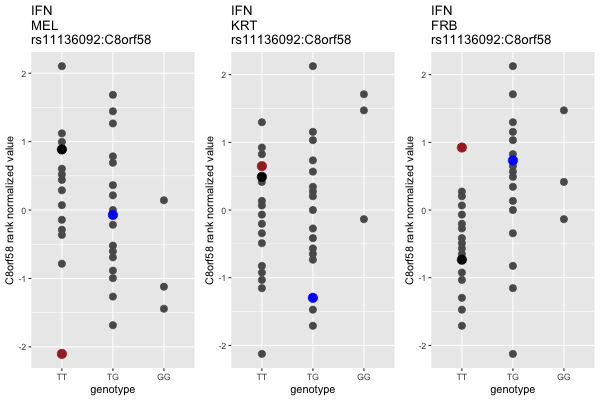 IFN
MEL
rs11136092:C8orf58
C8orf58 rank normalized value
2
1
0
-1
-2
TT
TG
GG
genotype
IFN
KRT
rs11136092:C8orf58
C8orf58 rank normalized value
2
1
0
-1
-2
TT
TG
GG
genotype
IFN
FRB
rs11136092:C8orf58
C8orf58 rank normalized value
2
1
0
-1
-2
TT
TG
GG
genotype